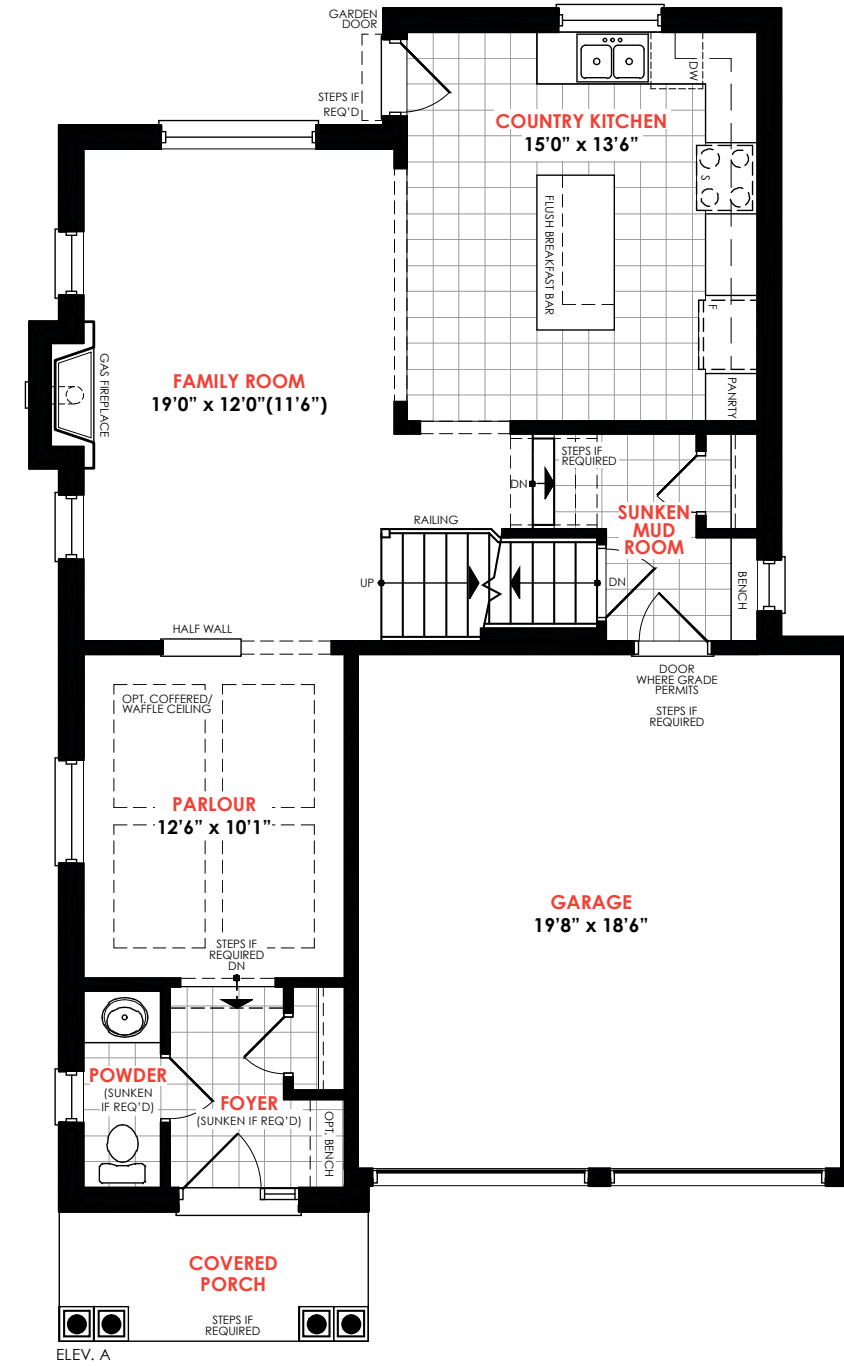 GARDEN
DOOR
STEPS IF
REQ'D
DW
COUNTRY KITCHEN
15'0" x 13'6"
S
FLUSH BREAKFAST BAR
F
PANRTY
GAS FIREPLACE
FAMILY ROOM
19'0" x 12'0"(11'6")
STEPS IF
REQUIRED
DN
SUNKEN
MUD
ROOM
RAILING
UP
DN
BENCH
HALF WALL
DOOR
WHERE GRADE
PERMITS
STEPS IF
REQUIRED
OPT. COFFERED/
WAFFLE CEILING
PARLOUR
12'6" x 10'1"
GARAGE
19'8" x 18'6"
STEPS IF
REQUIRED
DN
POWDER
(SUNKEN
IF REQ'D)
FOYER
(SUNKEN IF REQ'D)
OPT. BENCH
COVERED
PORCH
STEPS IF
REQUIRED
ELEV. A